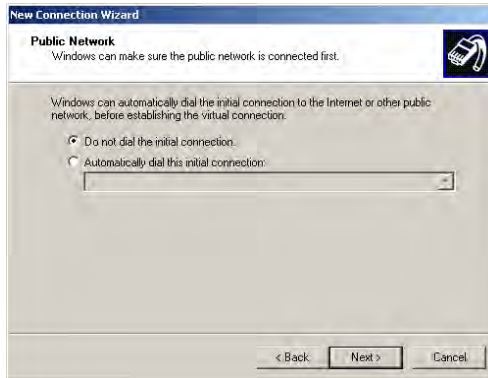 New Connection Wizard
Public Network
Windows can make sure the public network is connected first.
Windows can automatically dial the initial connection to the Internet or other public
network, before establishing the virtual connection.
Do not dial the initial connection.
Automatically dial this initial connection:
< Back
Next >
Cancel